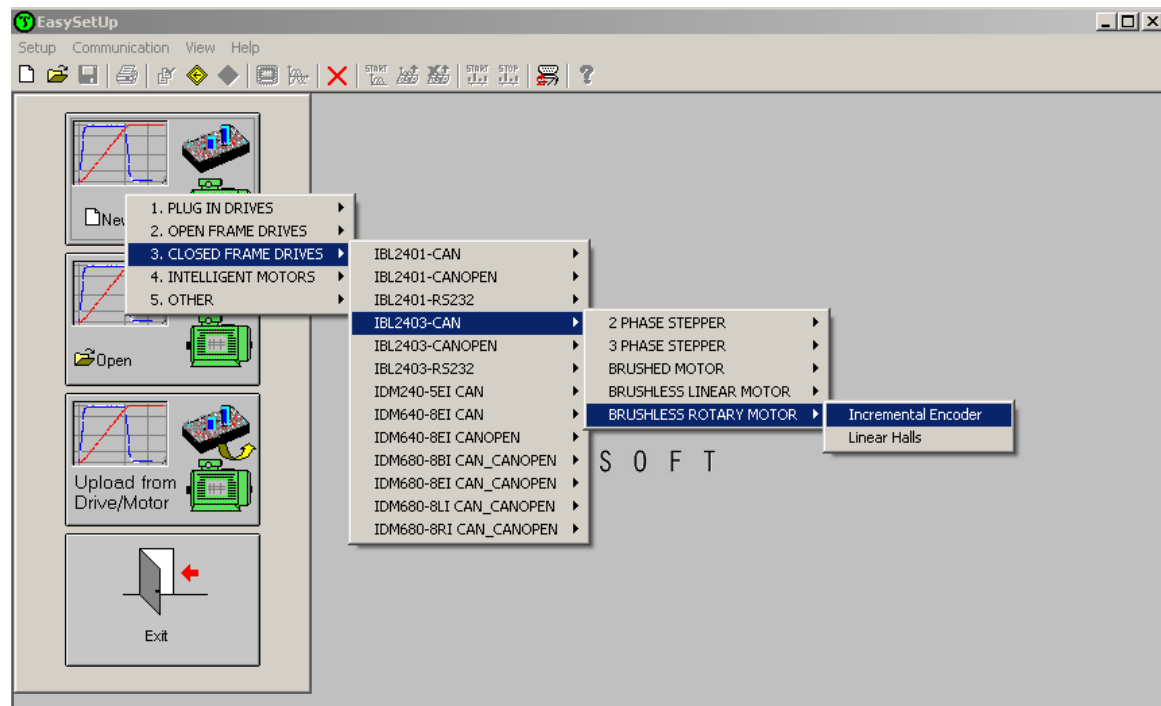 EasySetUp
Setup Communication View Help
START START STOP
New
1. PLUG IN DRIVES
2. OPEN FRAME DRIVES
3. CLOSED FRAME DRIVES
4. INTELLIGENT MOTORS
5. OTHER
IBL2401-CAN
IBL2401-CANOPEN
IBL2401-RS232
IBL2403-CAN
IBL2403-CANOPEN
IBL2403-RS232
IDM240-5EI CAN
IDM640-8EI CAN
IDM640-8EI CANOPEN
IDM680-8BI CAN_CANOPEN
IDM680-8EI CAN_CANOPEN
IDM680-8LI CAN_CANOPEN
IDM680-8RI CAN_CANOPEN
2 PHASE STEPPER
3 PHASE STEPPER
BRUSHED MOTOR
BRUSHLESS LINEAR MOTOR
BRUSHLESS ROTARY MOTOR
Incremental Encoder
Linear Halls
S O F T
Open
Upload from
Drive/Motor
Exit